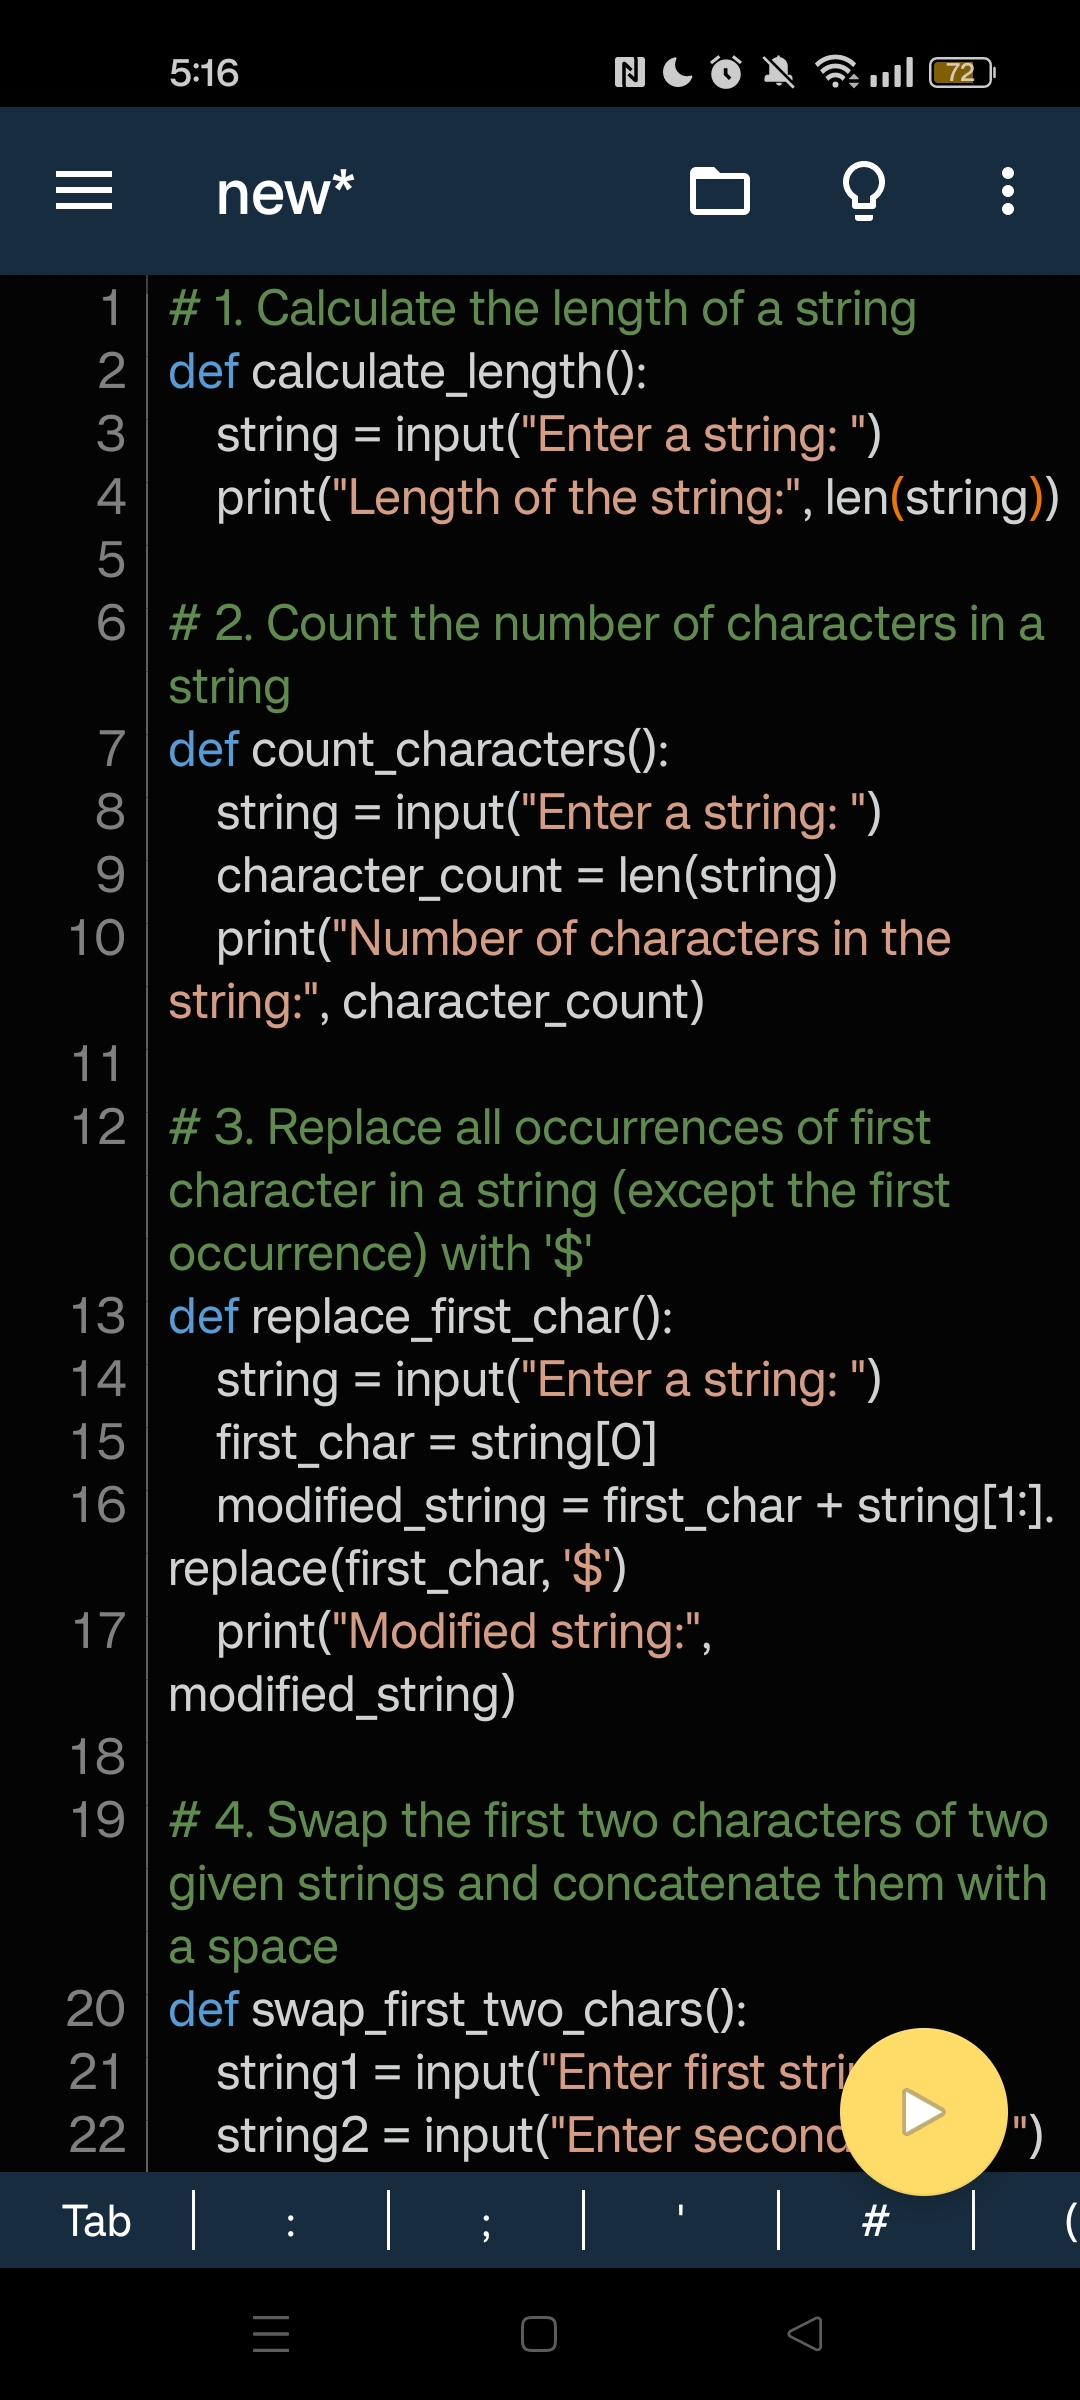 5:16
72
new*
1 # 1. Calculate the length of a string
2 def calculate_length():
3     string = input("Enter a string: ")
4     print("Length of the string:", len(string))
5
6 # 2. Count the number of characters in a
string
7 def count_characters():
8     string = input("Enter a string: ")
9     character_count = len(string)
10     print("Number of characters in the
string:", character_count)
11
12 # 3. Replace all occurrences of first
character in a string (except the first
occurrence) with '$'
13 def replace_first_char():
14     string = input("Enter a string: ")
15     first_char = string[0]
16     modified_string = first_char + string[1:].
replace(first_char, '$')
17     print("Modified string:",
modified_string)
18
19 # 4. Swap the first two characters of two
given strings and concatenate them with
a space
20 def swap_first_two_chars():
21     string1 = input("Enter first
22     string2 = input("Enter second ")
Tab : ; ' # (